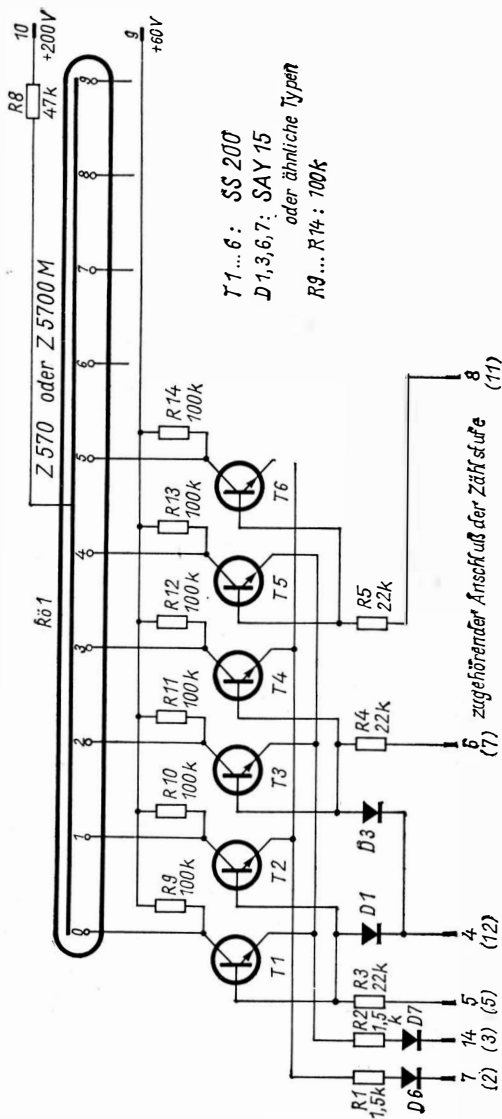 Rö1
Z 570 oder Z 5700 M
R8
47k
10
+200V
9
+60V
0 1 2 3 4 5 6 7 8 9
R9
100k
R10
100k
R11
100k
R12
100k
R13
100k
R14
100k
T1
T2
T3
T4
T5
T6
T1...6: SS 200
D1,3,6,7: SAY 15
oder ähnliche Typen
R9...R14: 100k
R1
1,5k
R2
1,5
k
R3
22k
R4
22k
R5
22k
D6
D7
D1
D3
7
(2)
14
(3)
5
(5)
4
(12)
6
(7)
8
(11)
zugehörender Anschluß der Zählstufe